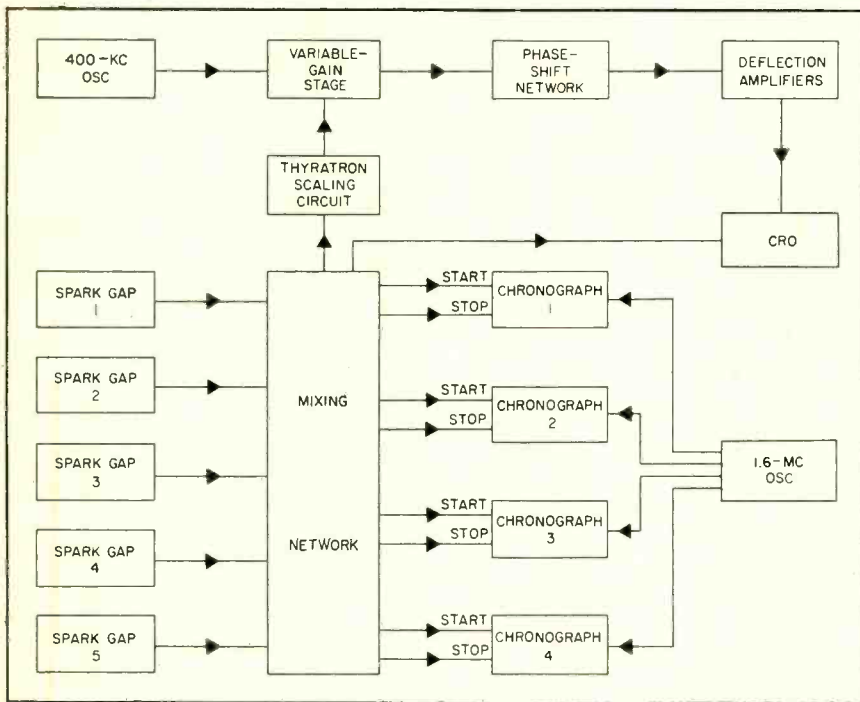 400-KC
OSC
VARIABLE-
GAIN
STAGE
PHASE-
SHIFT
NETWORK
DEFLECTION
AMPLIFIERS
THYRATRON
SCALING
CIRCUIT
CRO
SPARK GAP
1
SPARK GAP
2
SPARK GAP
3
SPARK GAP
4
SPARK GAP
5
MIXING
NETWORK
START
STOP
CHRONOGRAPH
1
START
STOP
CHRONOGRAPH
2
START
STOP
CHRONOGRAPH
3
START
STOP
CHRONOGRAPH
4
1.6-MC
OSC